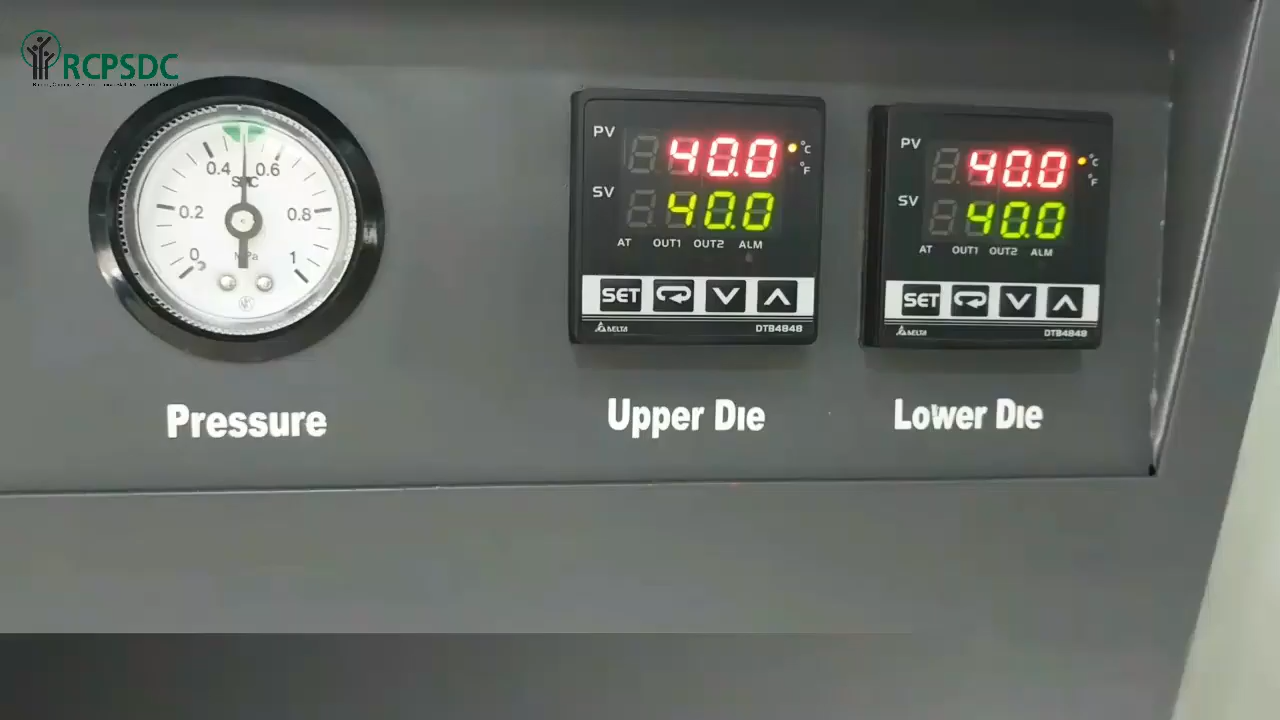 RCPSDC
0.4
0.6
SMC
0.2
0.8
0
1
MPa
Pressure
PV
40.0
°C
°F
SV
40.0
AT OUT1 OUT2 ALM
SET
DELTA
DTB4848
Upper Die
PV
40.0
°C
°F
SV
40.0
AT OUT1 OUT2 ALM
SET
DELTA
DTB4848
Lower Die